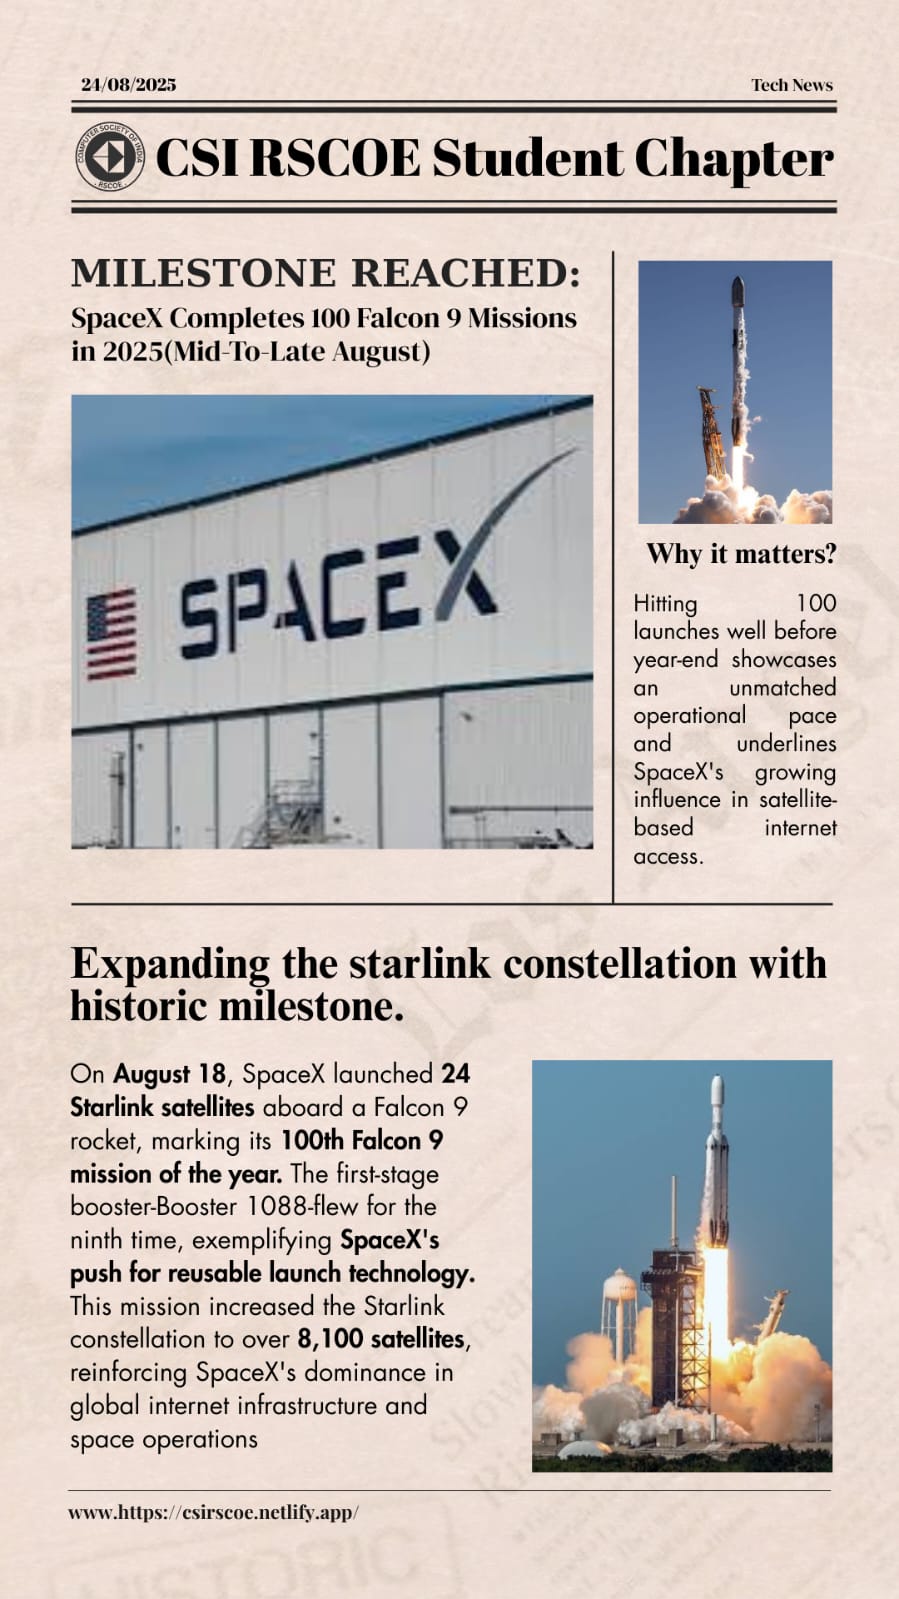 24/08/2025
Tech News
COMPUTER SOCIETY OF INDIA
· RSCOE ·
CSI RSCOE Student Chapter
MILESTONE REACHED:
SpaceX Completes 100 Falcon 9 Missions
in 2025(Mid-To-Late August)
SPACEX
Why it matters?
Hitting 100
launches well before
year-end showcases
an unmatched
operational pace
and underlines
SpaceX's growing
influence in satellite-
based internet
access.
Expanding the starlink constellation with
historic milestone.
On August 18, SpaceX launched 24
Starlink satellites aboard a Falcon 9
rocket, marking its 100th Falcon 9
mission of the year. The first-stage
booster-Booster 1088-flew for the
ninth time, exemplifying SpaceX's
push for reusable launch technology.
This mission increased the Starlink
constellation to over 8,100 satellites,
reinforcing SpaceX's dominance in
global internet infrastructure and
space operations
www.https://csirscoe.netlify.app/
HISTORIC